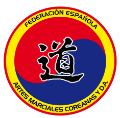 FEDERACIÓN ESPAÑOLA
道
ARTES MARCIALES COREANAS Y D.A.